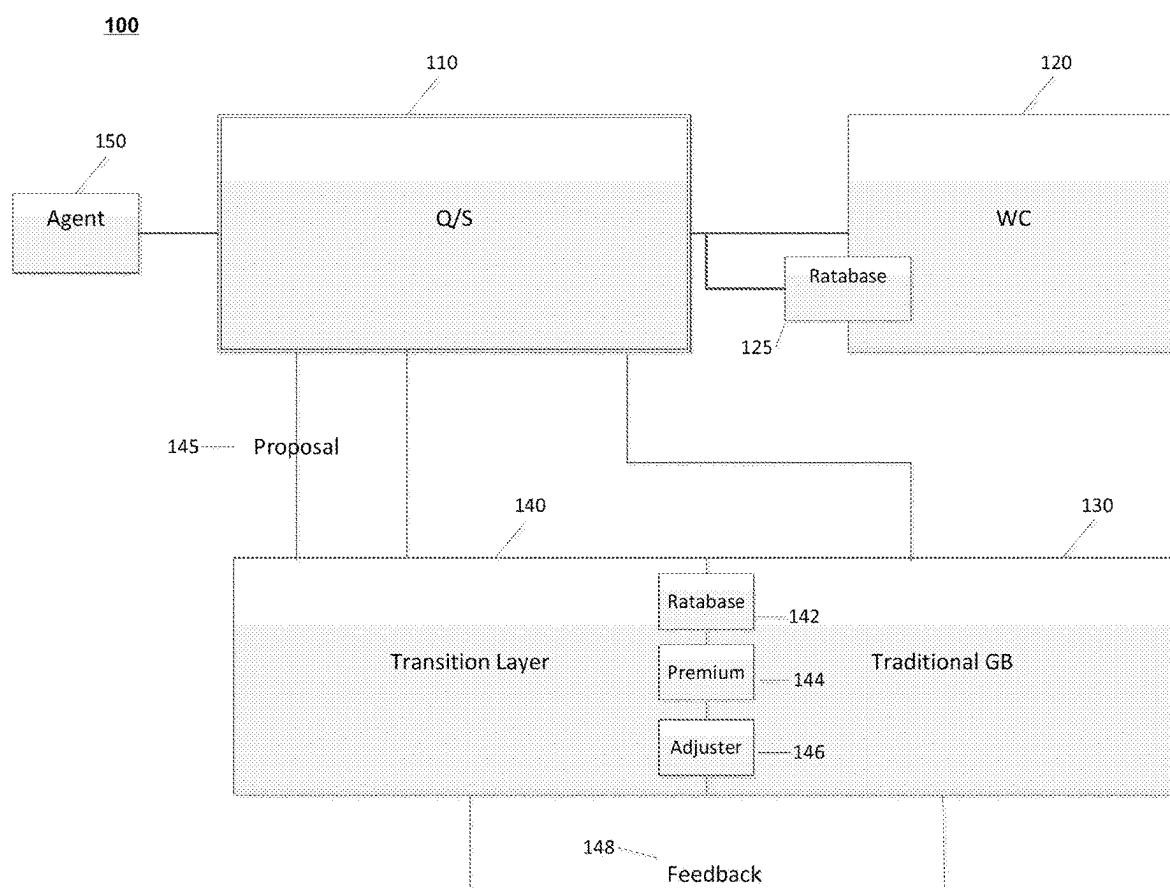 100
110
120
150
Agent
Q/S
WC
Ratabase
125
145
Proposal
140
130
Ratabase
142
Transition Layer
Premium
144
Traditional GB
Adjuster
146
148
Feedback